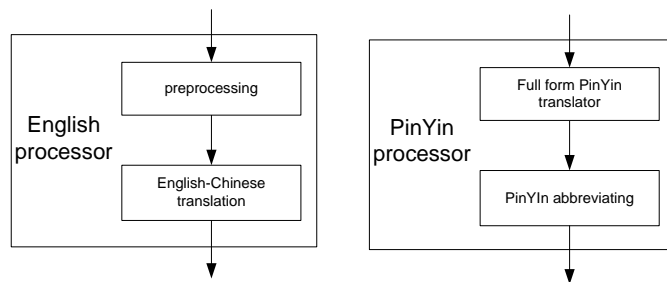 English
processor
preprocessing
English-Chinese
translation
PinYin
processor
Full form PinYin
translator
PinYIn abbreviating